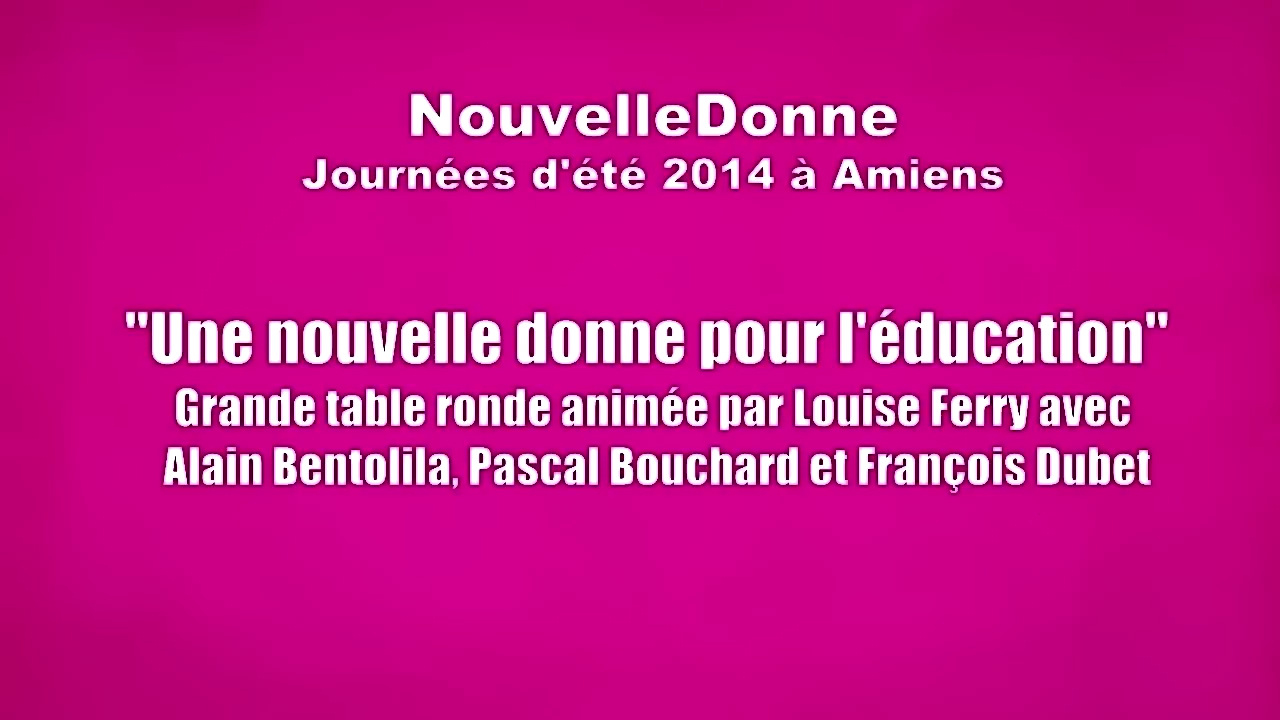 NouvelleDonne
Journées d'été 2014 à Amiens
"Une nouvelle donne pour l'éducation"
Grande table ronde animée par Louise Ferry avec
Alain Bentolila, Pascal Bouchard et François Dubet